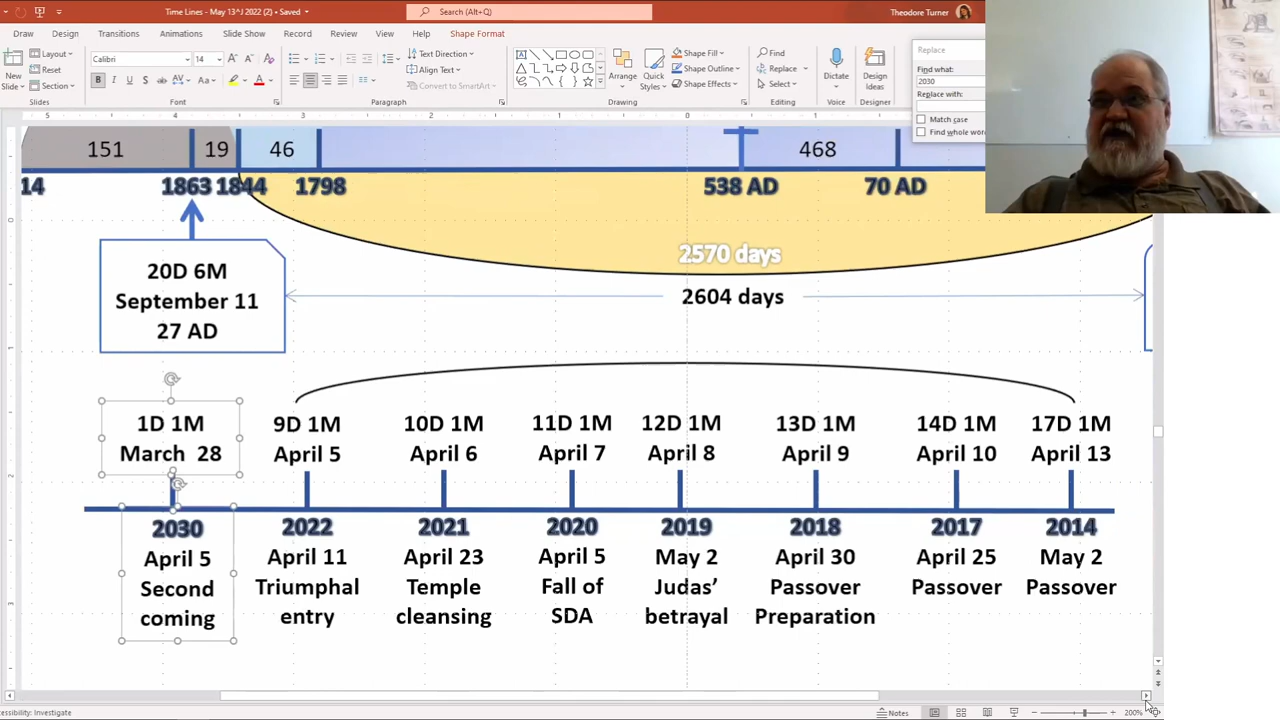 Time Lines - May 13^J 2022 (2) • Saved
Search (Alt+Q)
Theodore Turner
Draw Design Transitions Animations Slide Show Record Review View Help Shape Format
New
Slides
Layout
Reset
Section
Slides
Calibri 14
Font
Text Direction
Align Text
Convert to SmartArt
Paragraph
Arrange
Quick
Styles
Shape Fill
Shape Outline
Shape Effects
Drawing
Find
Replace
Select
Editing
Dictate
Voice
Design
Ideas
Designer
Replace
Find what:
2030
Replace with:
Match case
Find whole wor
151 19 46 468
14 1863 1844 1798 538 AD 70 AD
2570 days
2604 days
20D 6M
September 11
27 AD
1D 1M
March 28
9D 1M
April 5
10D 1M
April 6
11D 1M
April 7
12D 1M
April 8
13D 1M
April 9
14D 1M
April 10
17D 1M
April 13
2030
April 5
Second
coming
2022
April 11
Triumphal
entry
2021
April 23
Temple
cleansing
2020
April 5
Fall of
SDA
2019
May 2
Judas’
betrayal
2018
April 30
Passover
Preparation
2017
April 25
Passover
2014
May 2
Passover
cessibility: Investigate
Notes
200%